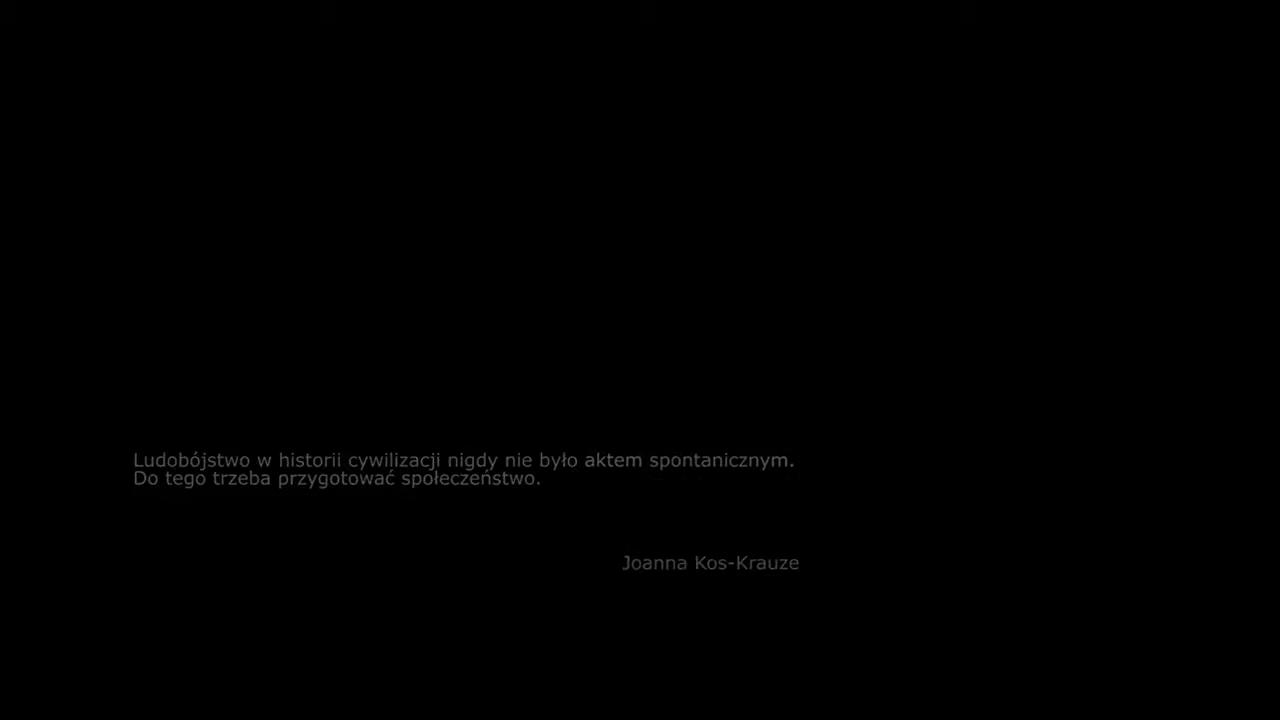 Ludobójstwo w historii cywilizacji nigdy nie było aktem spontanicznym.
Do tego trzeba przygotować społeczeństwo.
Joanna Kos-Krauze